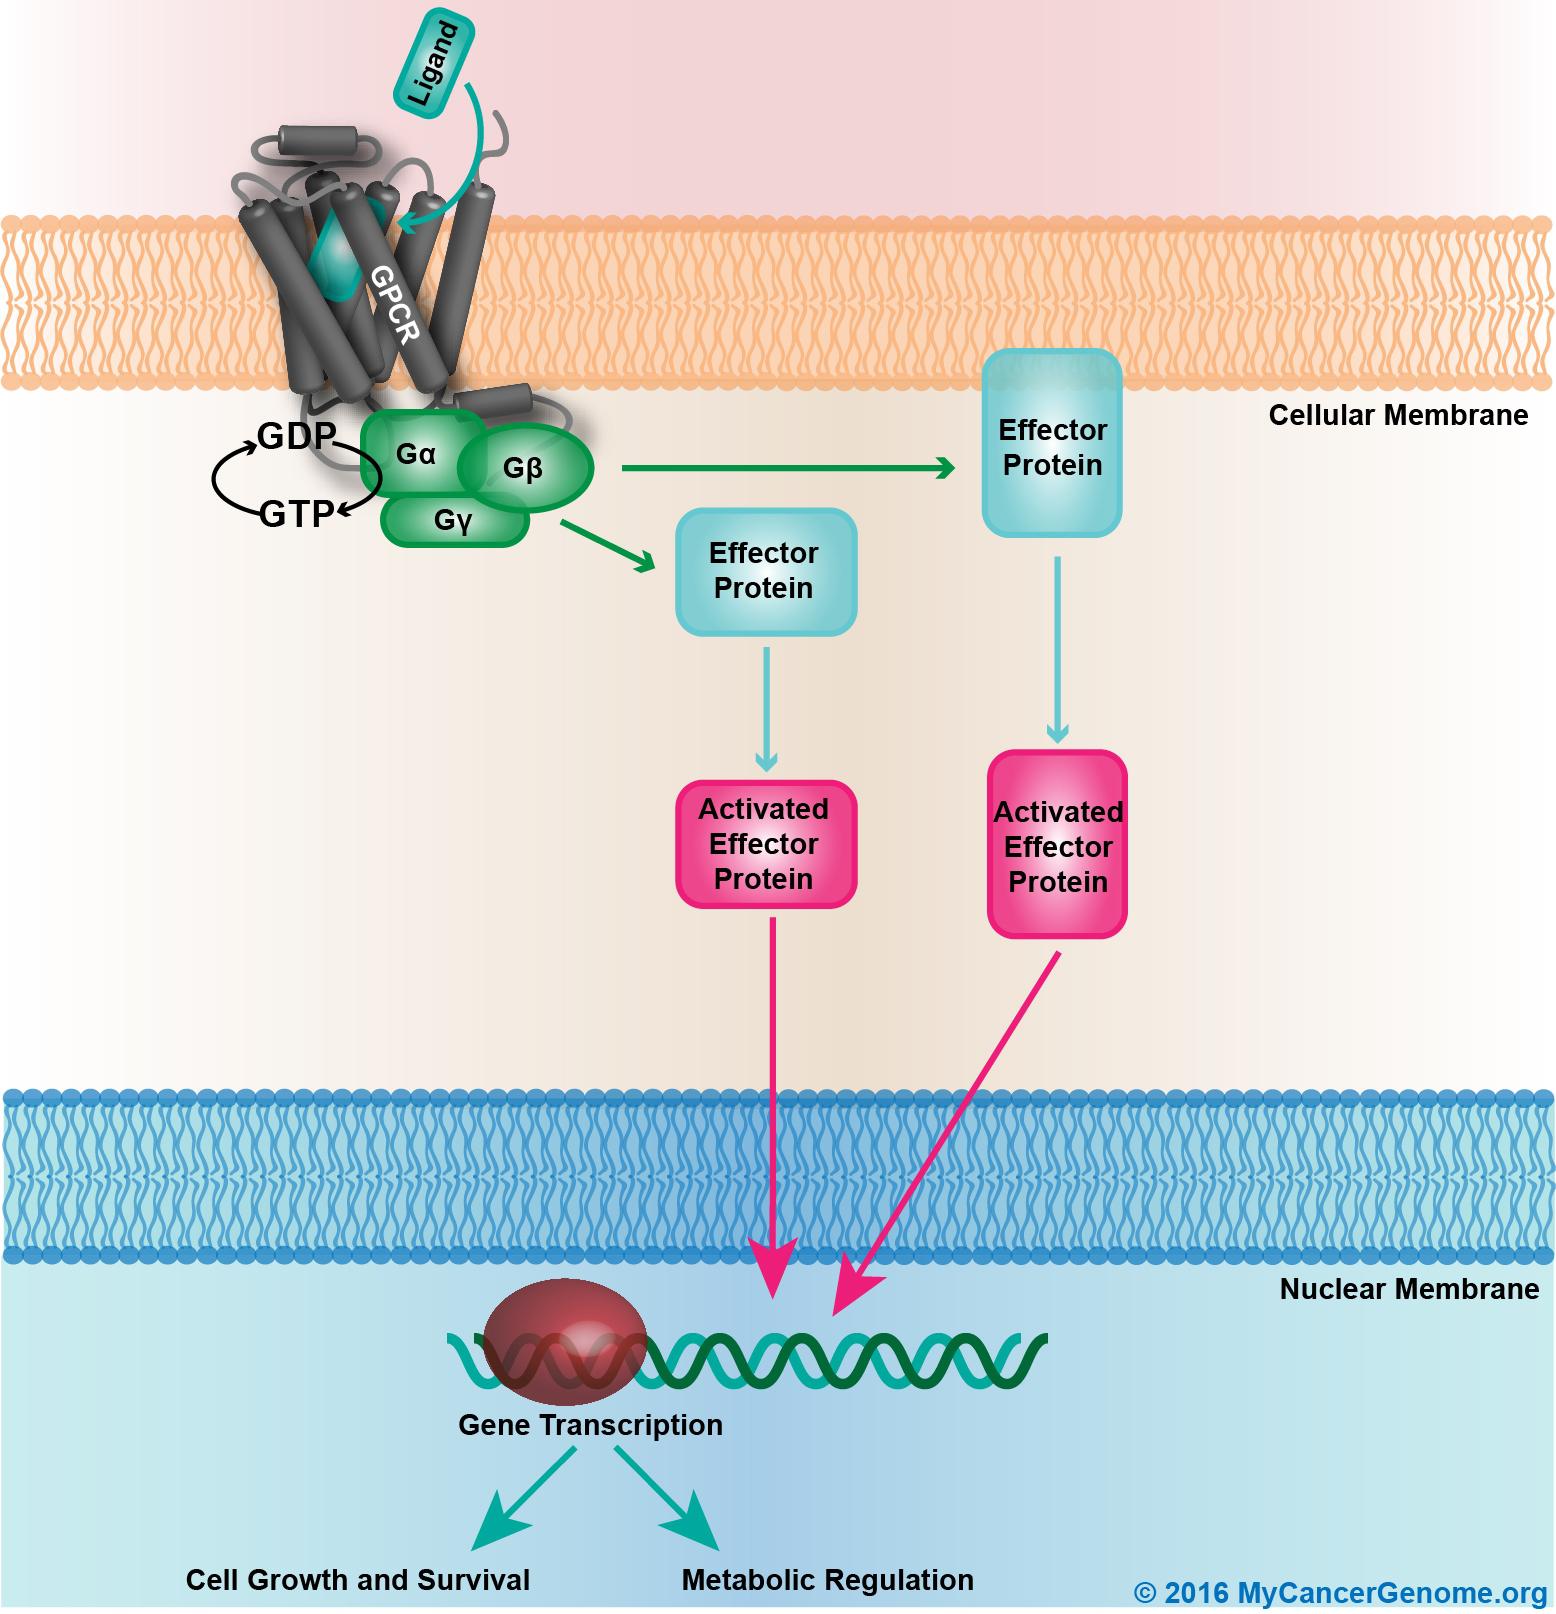 Ligand
GPCR
Cellular Membrane
GDP
GTP
Gα
Gβ
Gγ
Effector
Protein
Effector
Protein
Activated
Effector
Protein
Activated
Effector
Protein
Nuclear Membrane
Gene Transcription
Cell Growth and Survival
Metabolic Regulation
© 2016 MyCancerGenome.org